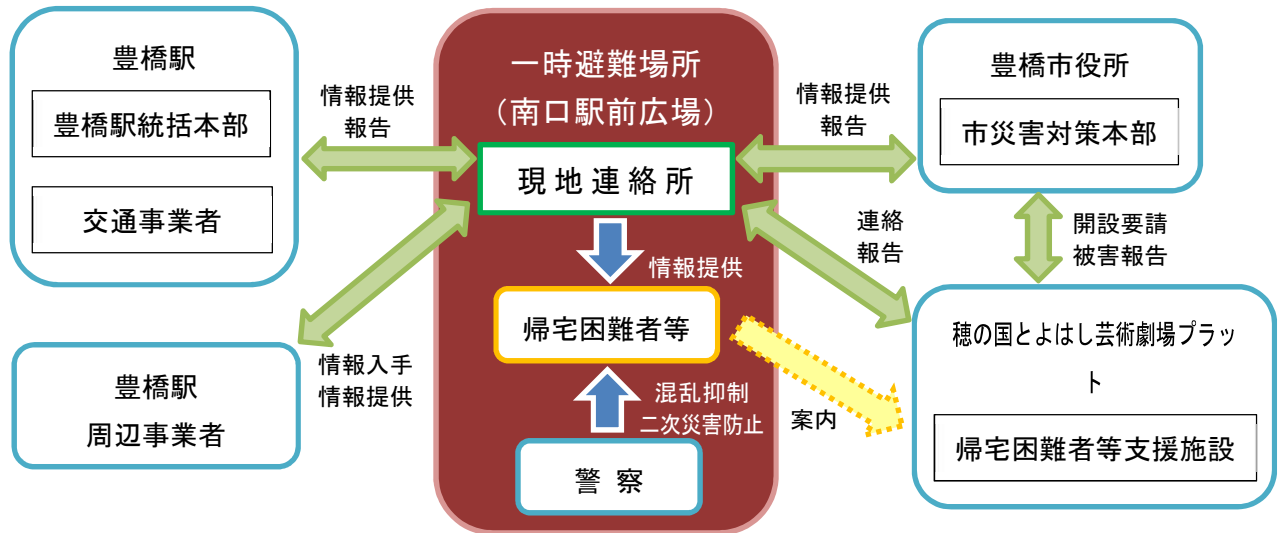 豊橋駅
豊橋駅統括本部
交通事業者
情報提供
報告
一時避難場所
（南口駅前広場）
現地連絡所
情報提供
報告
豊橋市役所
市災害対策本部
連絡
報告
開設要請
被害報告
情報提供
帰宅困難者等
豊橋駅
周辺事業者
情報入手
情報提供
混乱抑制
二次災害防止
警察
案内
穂の国とよはし芸術劇場プラッ
ト
帰宅困難者等支援施設